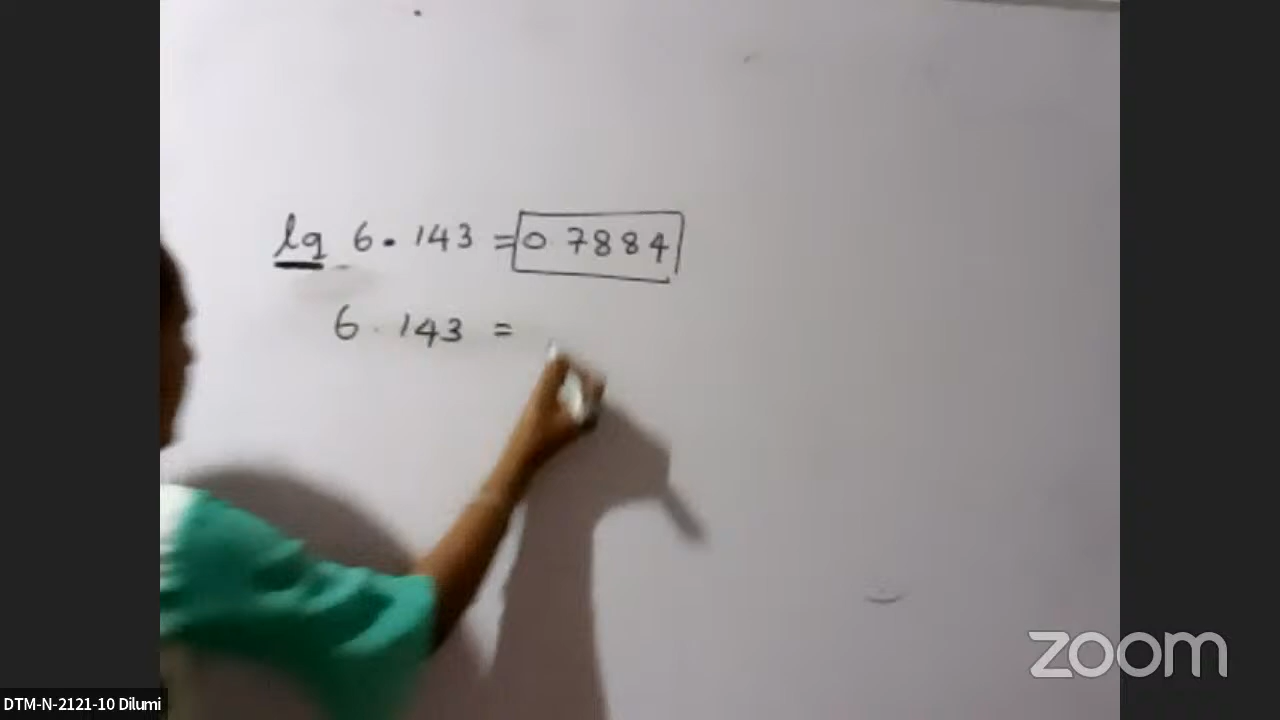 lg 6.143 = 0.7884
6.143 =
zoom
DTM-N-2121-10 Dilumi